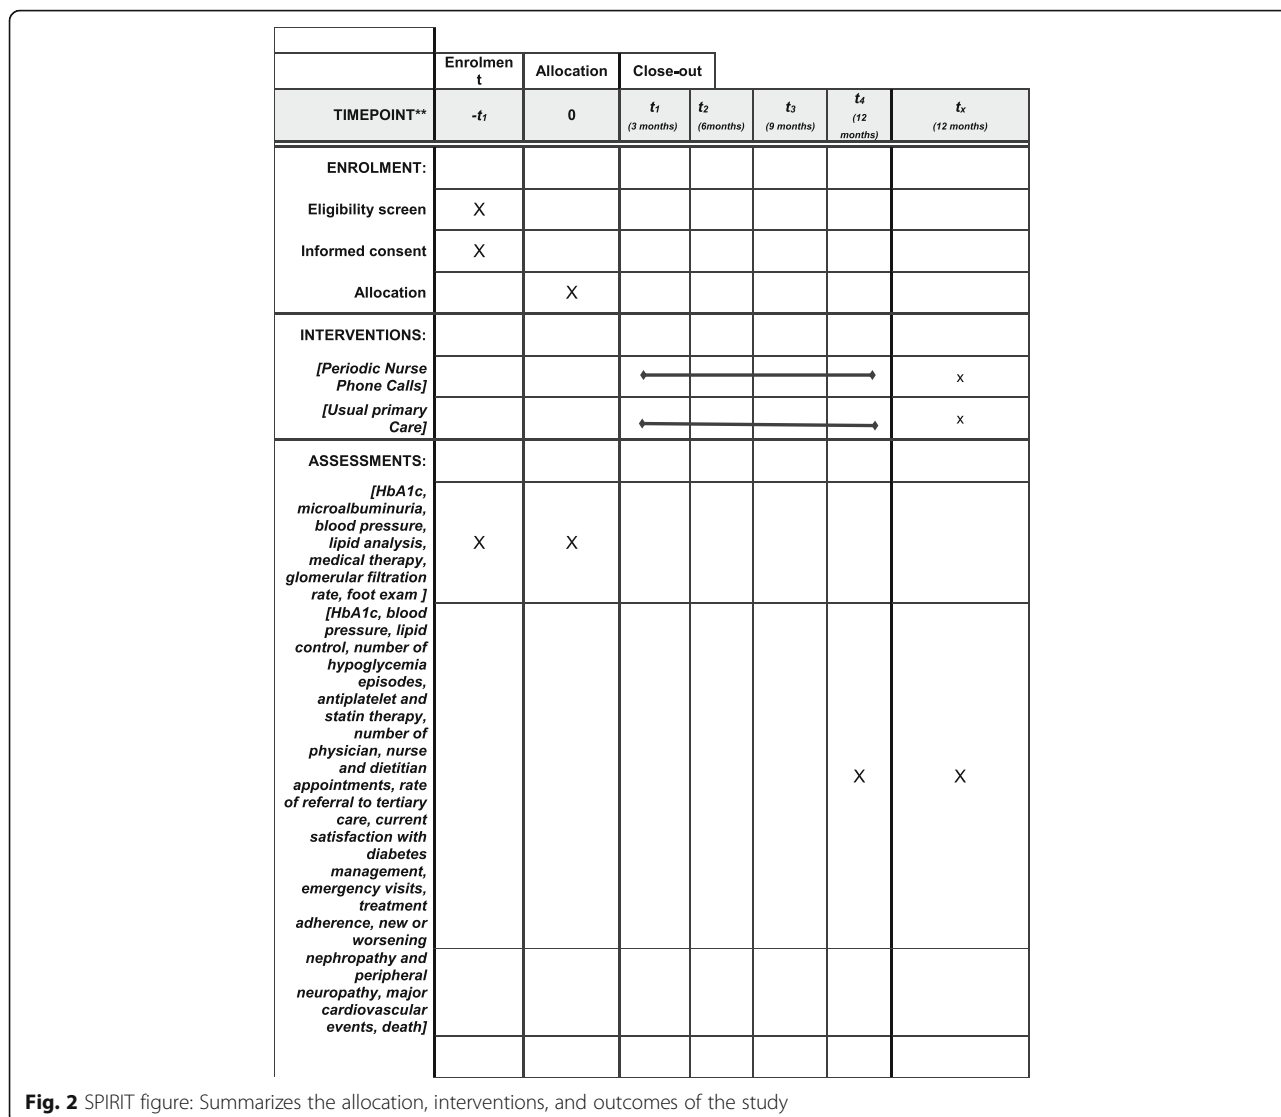 Enrolmen
t
Allocation
Close-out
TIMEPOINT**
-t1
0
t1
(3 months)
t2
(6months)
t3
(9 months)
t4
(12
months)
tx
(12 months)
ENROLMENT:
Eligibility screen
X
Informed consent
X
Allocation
X
INTERVENTIONS:
[Periodic Nurse
Phone Calls]
x
[Usual primary
Care]
x
ASSESSMENTS:
[HbA1c,
microalbuminuria,
blood pressure,
lipid analysis,
medical therapy,
glomerular filtration
rate, foot exam ]
X
X
[HbA1c, blood
pressure, lipid
control, number of
hypoglycemia
episodes,
antiplatelet and
statin therapy,
number of
physician, nurse
and dietitian
appointments, rate
of referral to tertiary
care, current
satisfaction with
diabetes
management,
emergency visits,
treatment
adherence, new or
worsening
nephropathy and
peripheral
neuropathy, major
cardiovascular
events, death]
X
X
Fig. 2 SPIRIT figure: Summarizes the allocation, interventions, and outcomes of the study